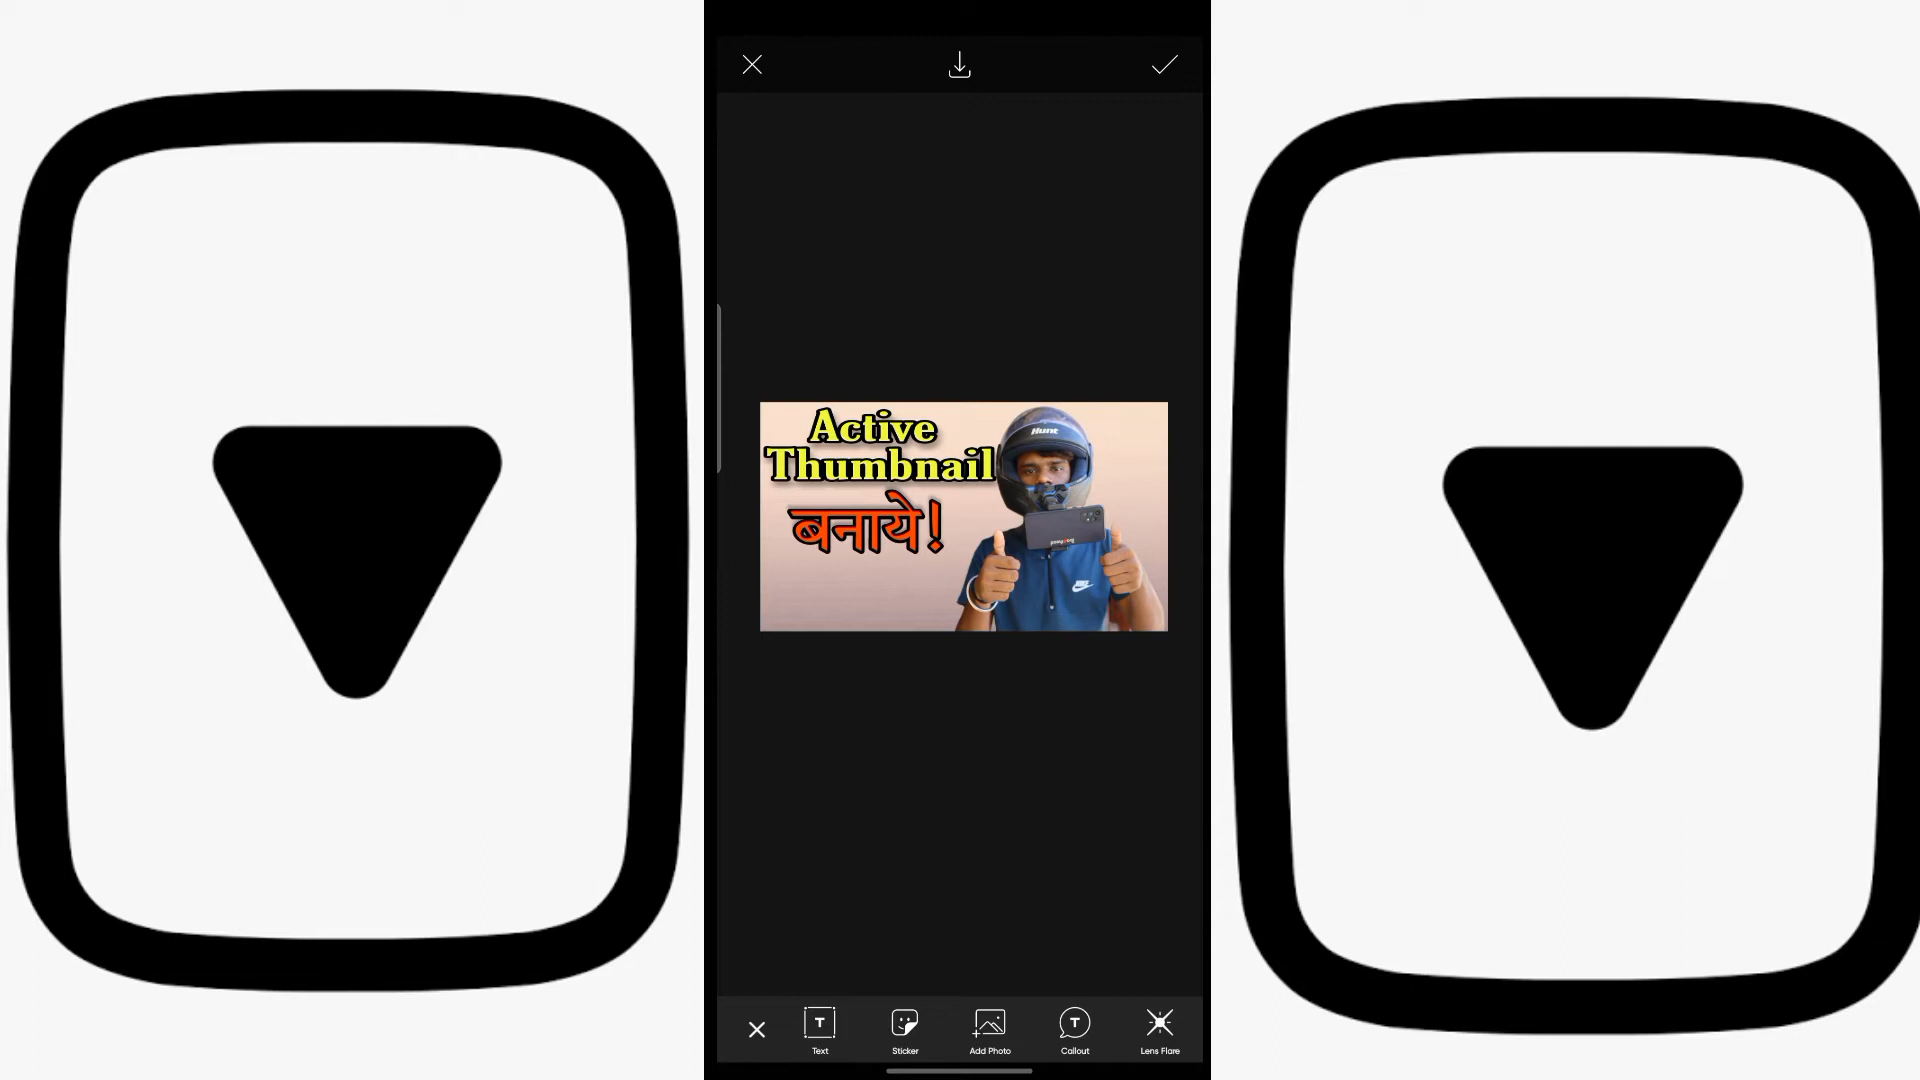 Active
Thumbnail
बनाये!
Hunt
T
T
Text
Sticker
Add Photo
Callout
Lens Flare